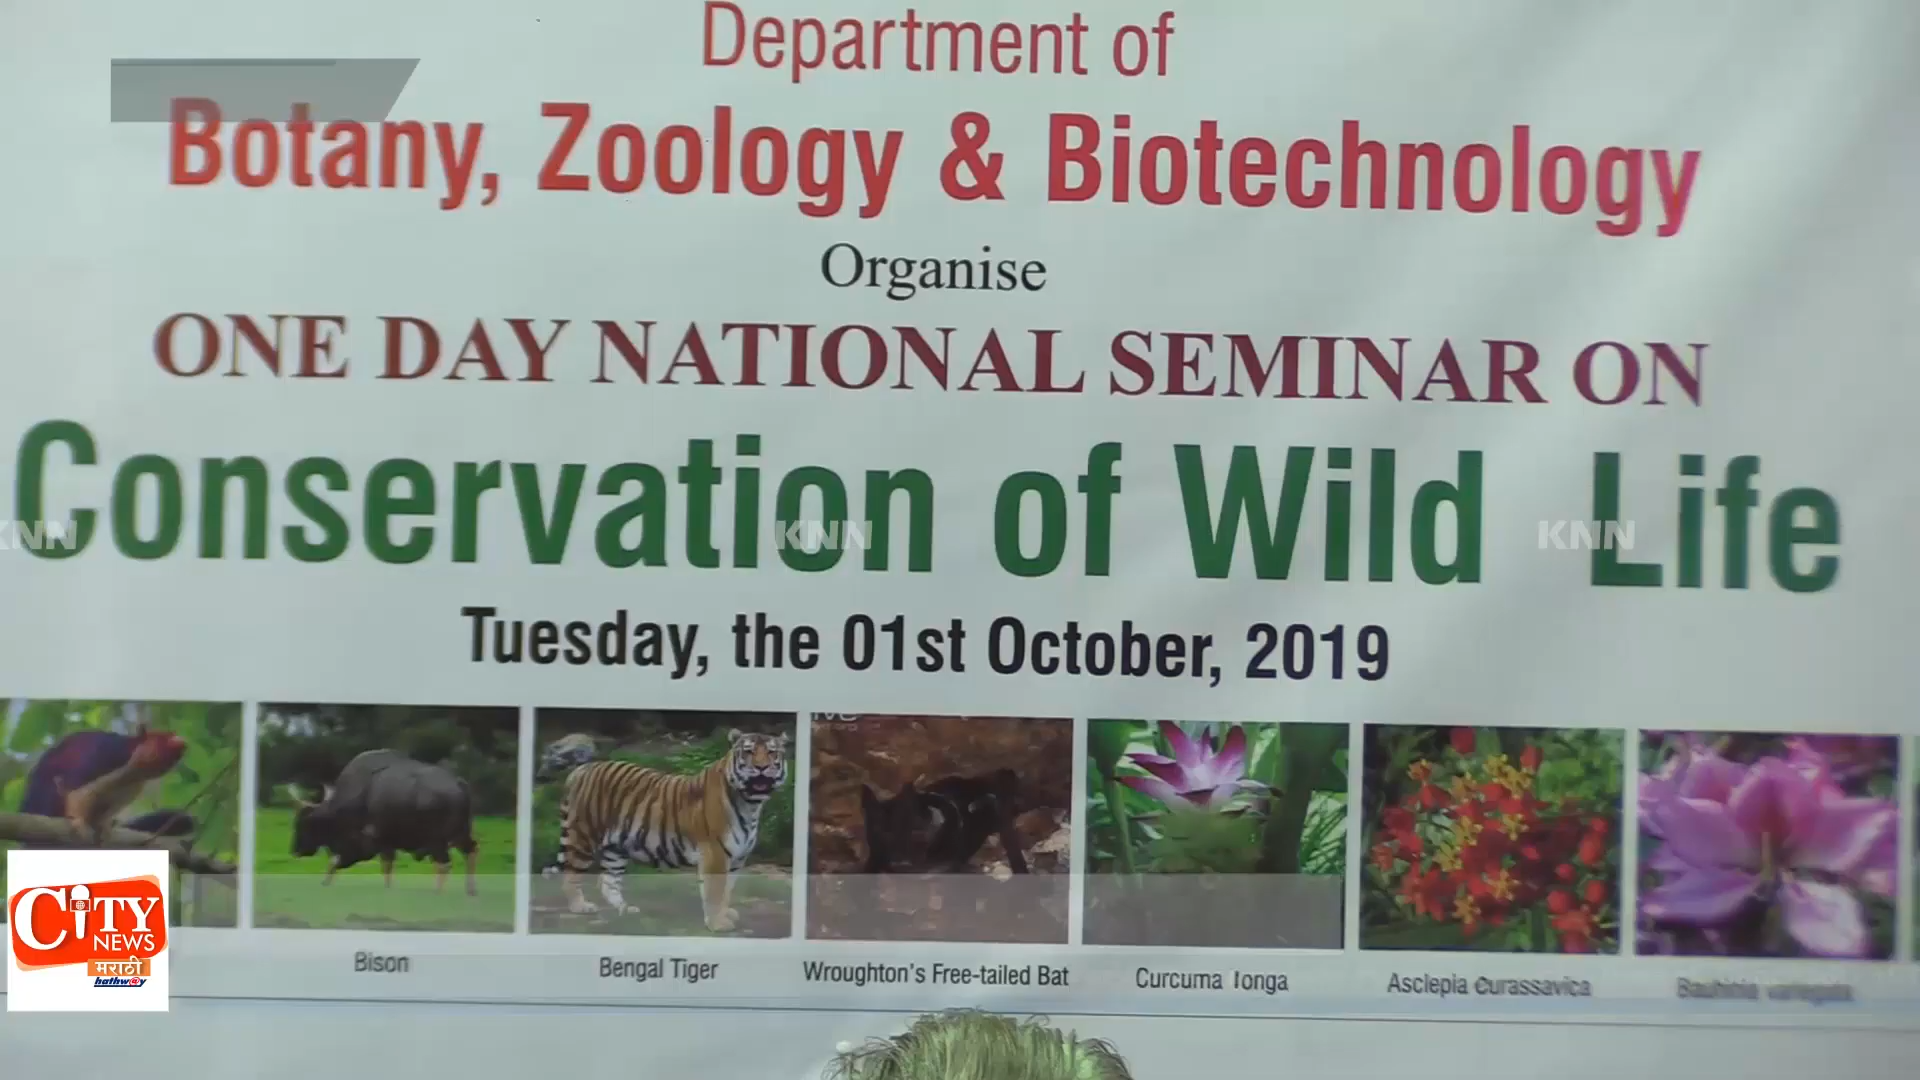 Department of
Botany, Zoology & Biotechnology
Organise
ONE DAY NATIONAL SEMINAR ON
Conservation of Wild Life
KNN KNN KNN
Tuesday, the 01st October, 2019
Bison
Bengal Tiger
Wroughton's Free-tailed Bat
Curcuma longa
Asclepia curassavica
CiTY
NEWS
मराठी
hathway